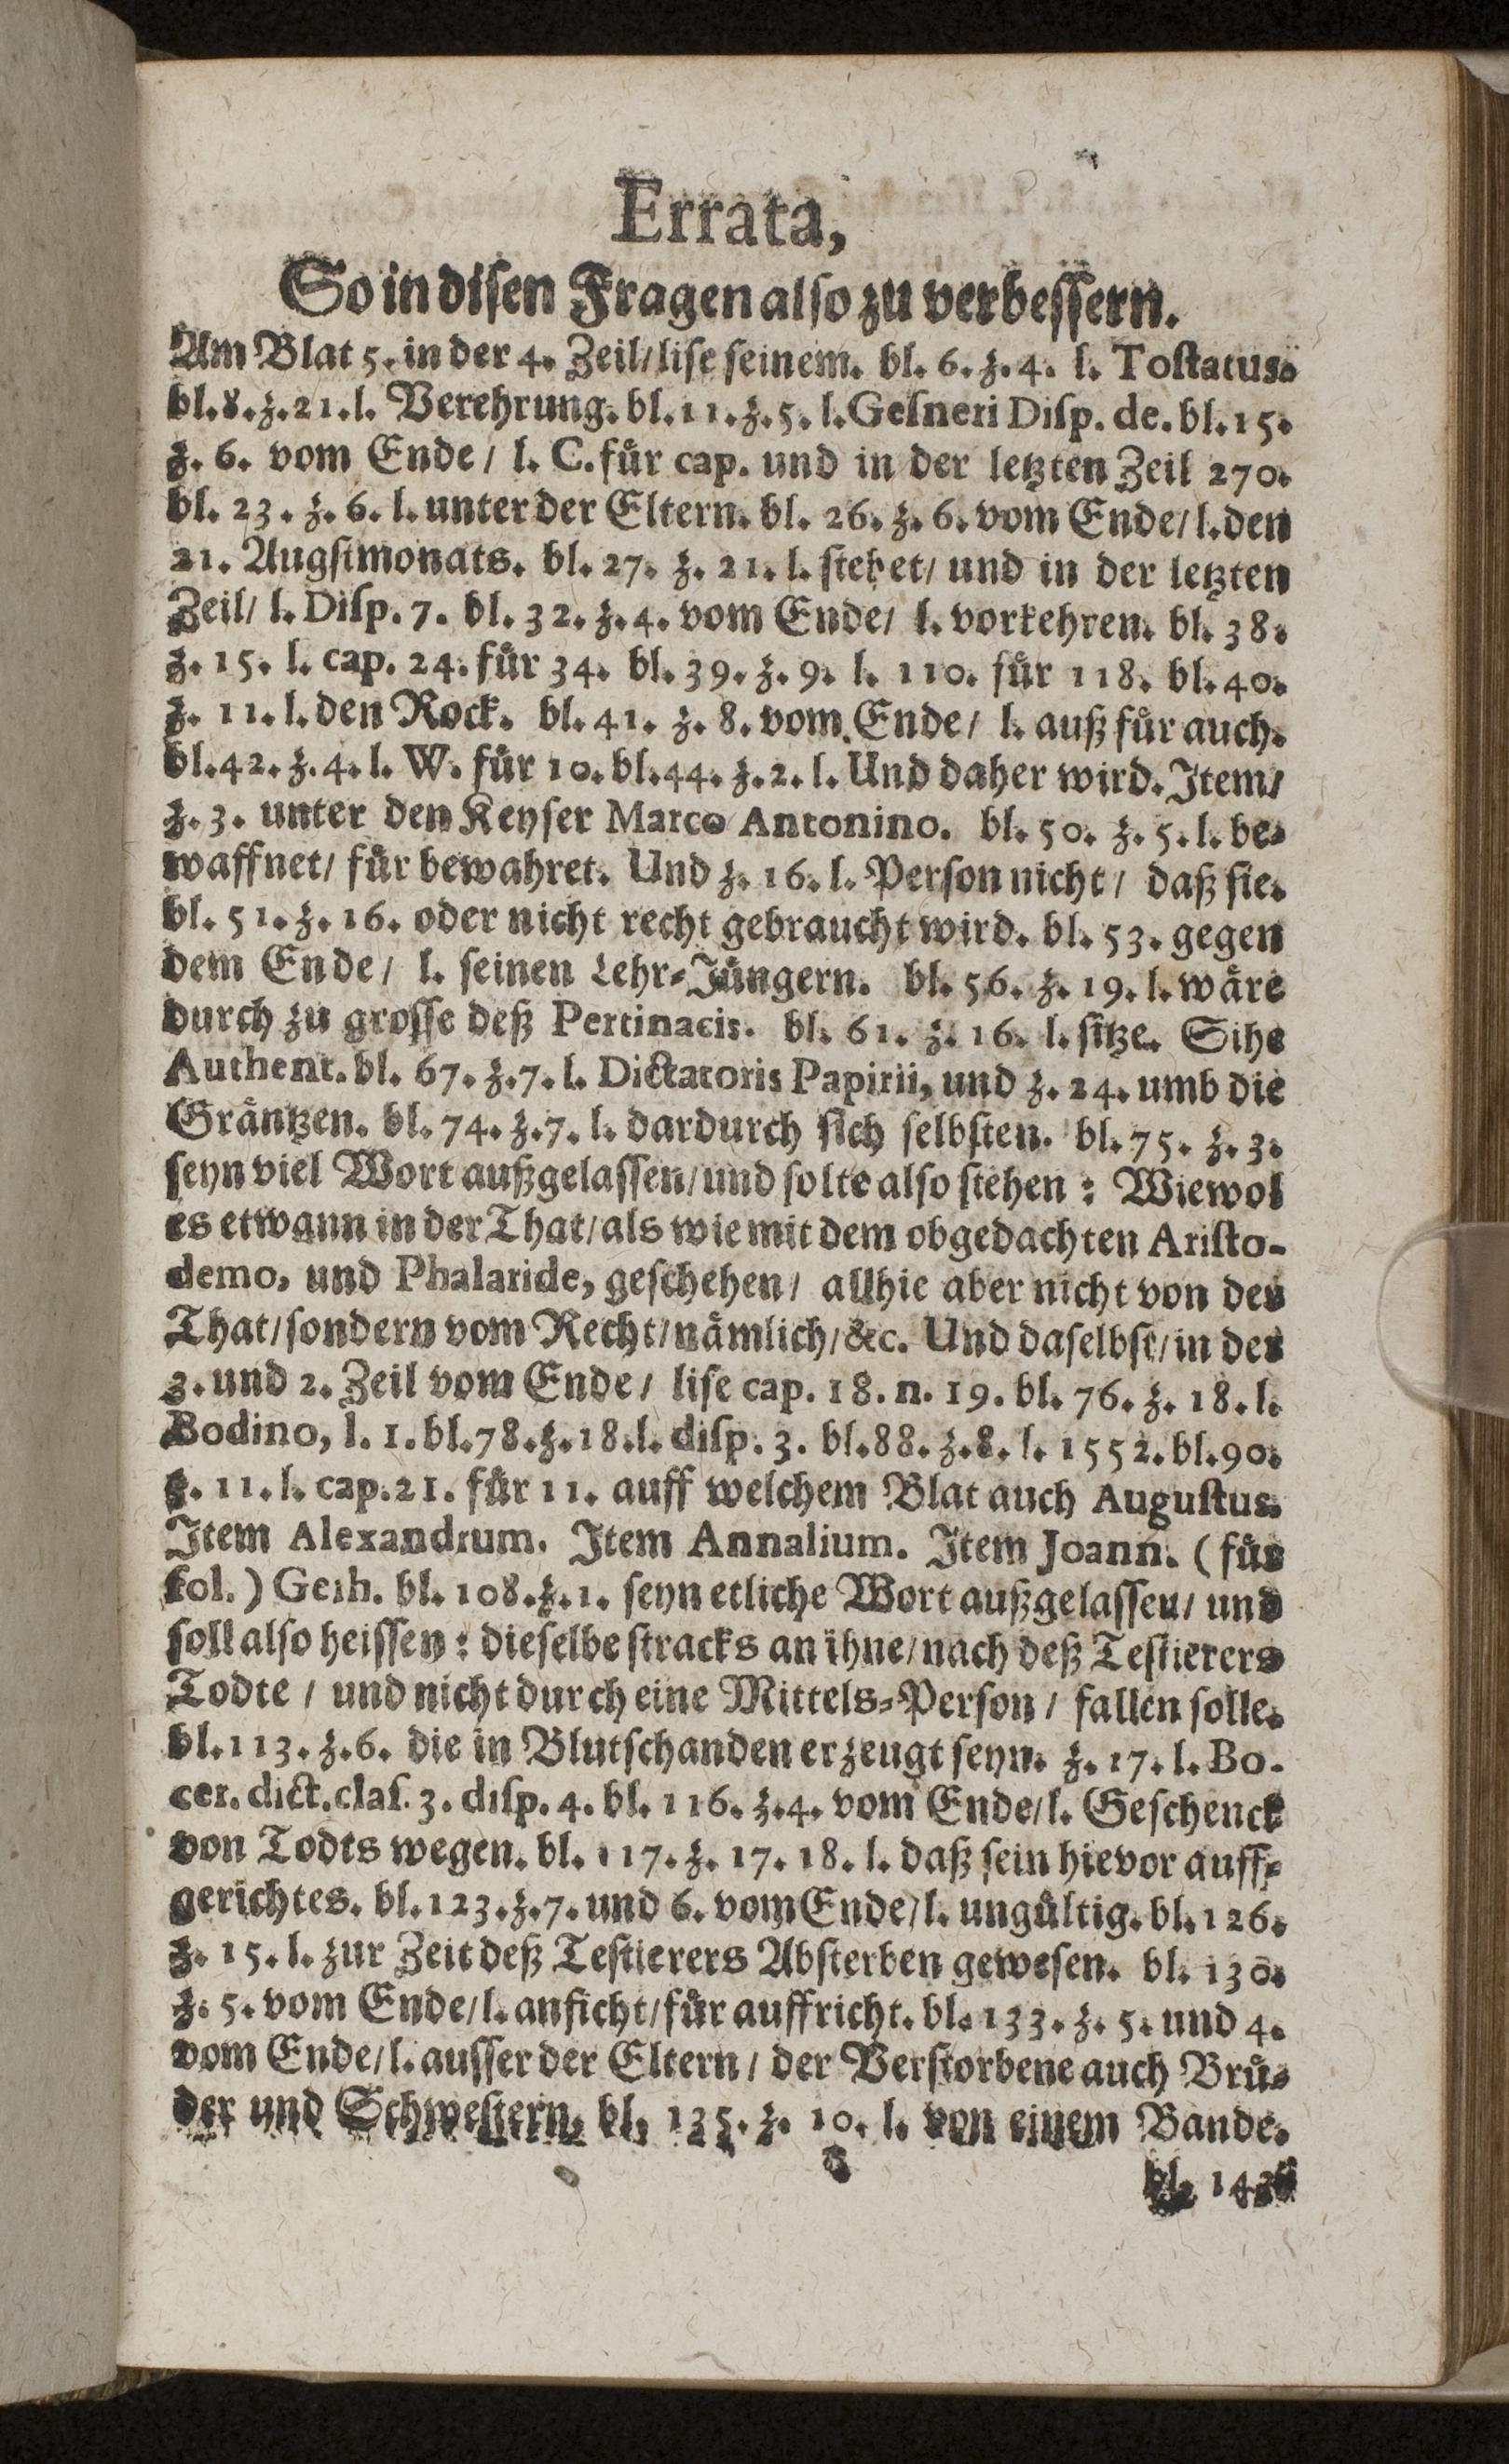 Errata,
So in disen Fragen also zu verbessern.
Am Blat 5. in der 4. Zeil/ lise seinem. bl. 6. z. 4. l. Tostatus.
bl. 8. z. 21. l. Verehrung. bl. 11. z. 5. l. Gesneri Disp. de. bl. 15.
z. 6. vom Ende/ l. C. für cap. und in der letzten Zeil 270.
bl. 23. z. 6. l. unter der Eltern. bl. 26. z. 6. vom Ende/ l. den
21. Augstmonats. bl. 27. z. 21. l. stehet/ und in der letzten
Zeil/ l. Disp. 7. bl. 32. z. 4. vom Ende/ l. vorkehren. bl. 38.
z. 15. l. cap. 24. für 34. bl. 39. z. 9. l. 110. für 118. bl. 40.
z. 11. l. den Rock. bl. 41. z. 8. vom Ende/ l. auß für auch.
bl. 42. z. 4. l. W. für 10. bl. 44. z. 2. l. Und daher wird. Item/
z. 3. unter den Keyser Marco Antonino. bl. 50. z. 5. l. be-
waffnet/ für bewahret. Und z. 16. l. Person nicht/ daß sie.
bl. 51. z. 16. oder nicht recht gebraucht wird. bl. 53. gegen
dem Ende/ l. seinen Lehr-Jüngern. bl. 56. z. 19. l. wäre
durch zu grosse deß Pertinacis. bl. 61. z. 16. l. sitze. Sihe
Authent. bl. 67. z. 7. l. Dictatoris Papirii, und z. 24. umb die
Gräntzen. bl. 74. z. 7. l. dardurch sich selbsten. bl. 75. z. 3.
seyn viel Wort außgelassen/ und solte also stehen: Wiewol
es etwann in der That/ als wie mit dem obgedachten Aristo-
demo, und Phalaride, geschehen/ allhie aber nicht von der
That/ sondern vom Recht/ nämlich/ &c. Und daselbst/ in der
3. und 2. Zeil vom Ende/ lise cap. 18. n. 19. bl. 76. z. 18. l.
Bodino, l. 1. bl. 78. z. 18. l. disp. 3. bl. 88. z. 8. l. 1552. bl. 90.
z. 11. l. cap. 21. für 11. auff welchem Blat auch Augustus.
Item Alexandrum. Item Annalium. Item Joann. (für
fol.) Gerh. bl. 108. z. 1. seyn etliche Wort außgelassen/ und
soll also heissen: dieselbe stracks an ihne/ nach deß Testierers
Todte/ und nicht durch eine Mittels-Person/ fallen solle.
bl. 113. z. 6. die in Blutschanden erzeugt seyn. z. 17. l. Bo-
cer. dict. clas. 3. disp. 4. bl. 116. z. 4. vom Ende/ l. Geschenck
von Todts wegen. bl. 117. z. 17. 18. l. daß sein hievor auff-
gerichtes. bl. 123. z. 7. und 6. vom Ende/ l. ungültig. bl. 126.
z. 15. l. zur Zeit deß Testierers Absterben gewesen. bl. 130.
z. 5. vom Ende/ l. anficht/ für auffricht. bl. 133. z. 5. und 4.
vom Ende/ l. ausser der Eltern/ der Verstorbene auch Brü-
der und Schwestern. bl. 135. z. 10. l. von einem Bande.
bl.